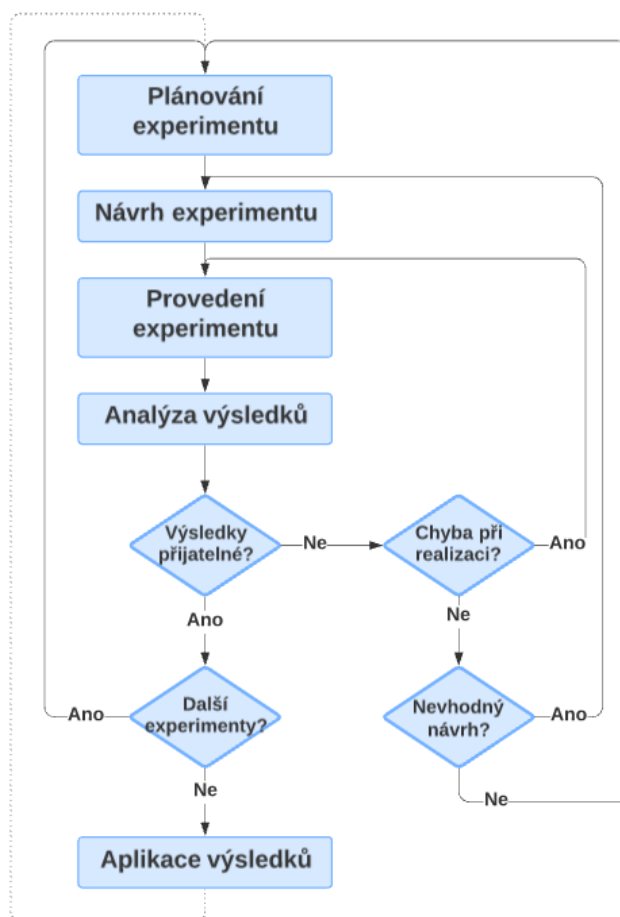 Plánování
experimentu
Návrh experimentu
Provedení
experimentu
Analýza výsledků
Výsledky
přijatelné?
Ne
Chyba při
realizaci?
Ano
Ano
Ne
Ano
Další
experimenty?
Nevhodný
návrh?
Ano
Ne
Ne
Aplikace výsledků